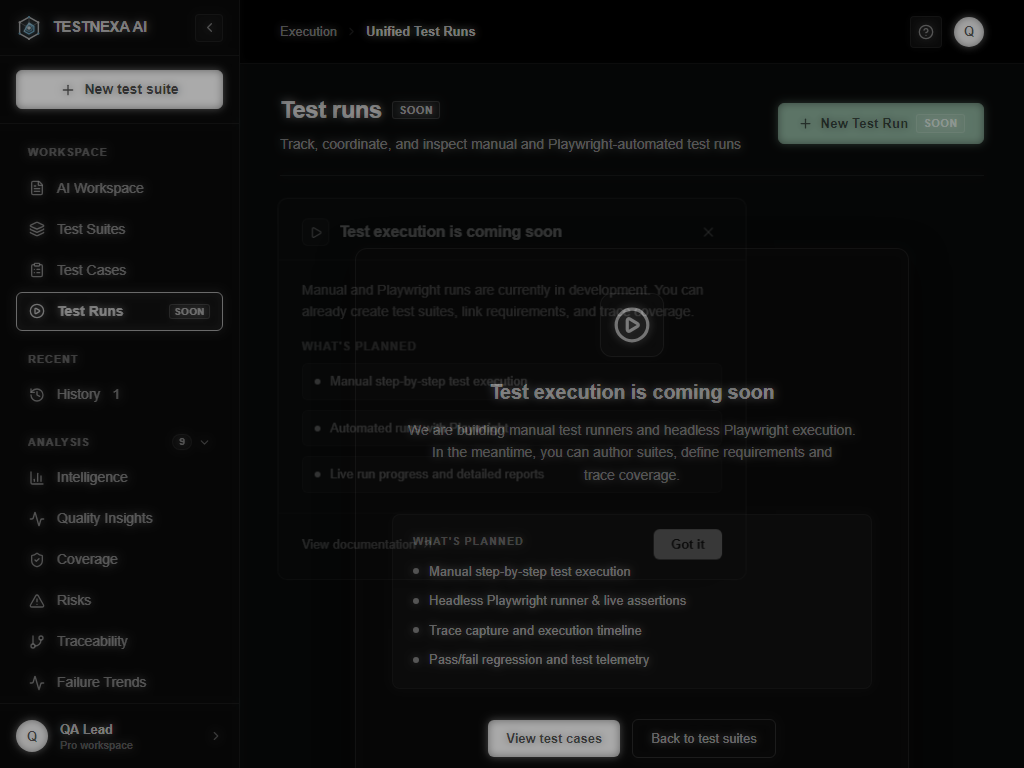 TESTNEXA AI
New test suite
WORKSPACE
AI Workspace
Test Suites
Test Cases
Test Runs SOON
RECENT
History 1
ANALYSIS 9
Intelligence
Quality Insights
Coverage
Risks
Traceability
Failure Trends
Q QA Lead
Pro workspace
Execution Unified Test Runs
Q
Test runs SOON
Track, coordinate, and inspect manual and Playwright-automated test runs
New Test Run SOON
Test execution is coming soon
Manual and Playwright runs are currently in development. You can
already create test suites, link requirements, and trace coverage.
WHAT'S PLANNED
Manual step-by-step test execution
Automated runs with Playwright
Live run progress and detailed reports
View documentation
Got it
Test execution is coming soon
We are building manual test runners and headless Playwright execution.
In the meantime, you can author suites, define requirements and
trace coverage.
WHAT'S PLANNED
Manual step-by-step test execution
Headless Playwright runner & live assertions
Trace capture and execution timeline
Pass/fail regression and test telemetry
View test cases
Back to test suites